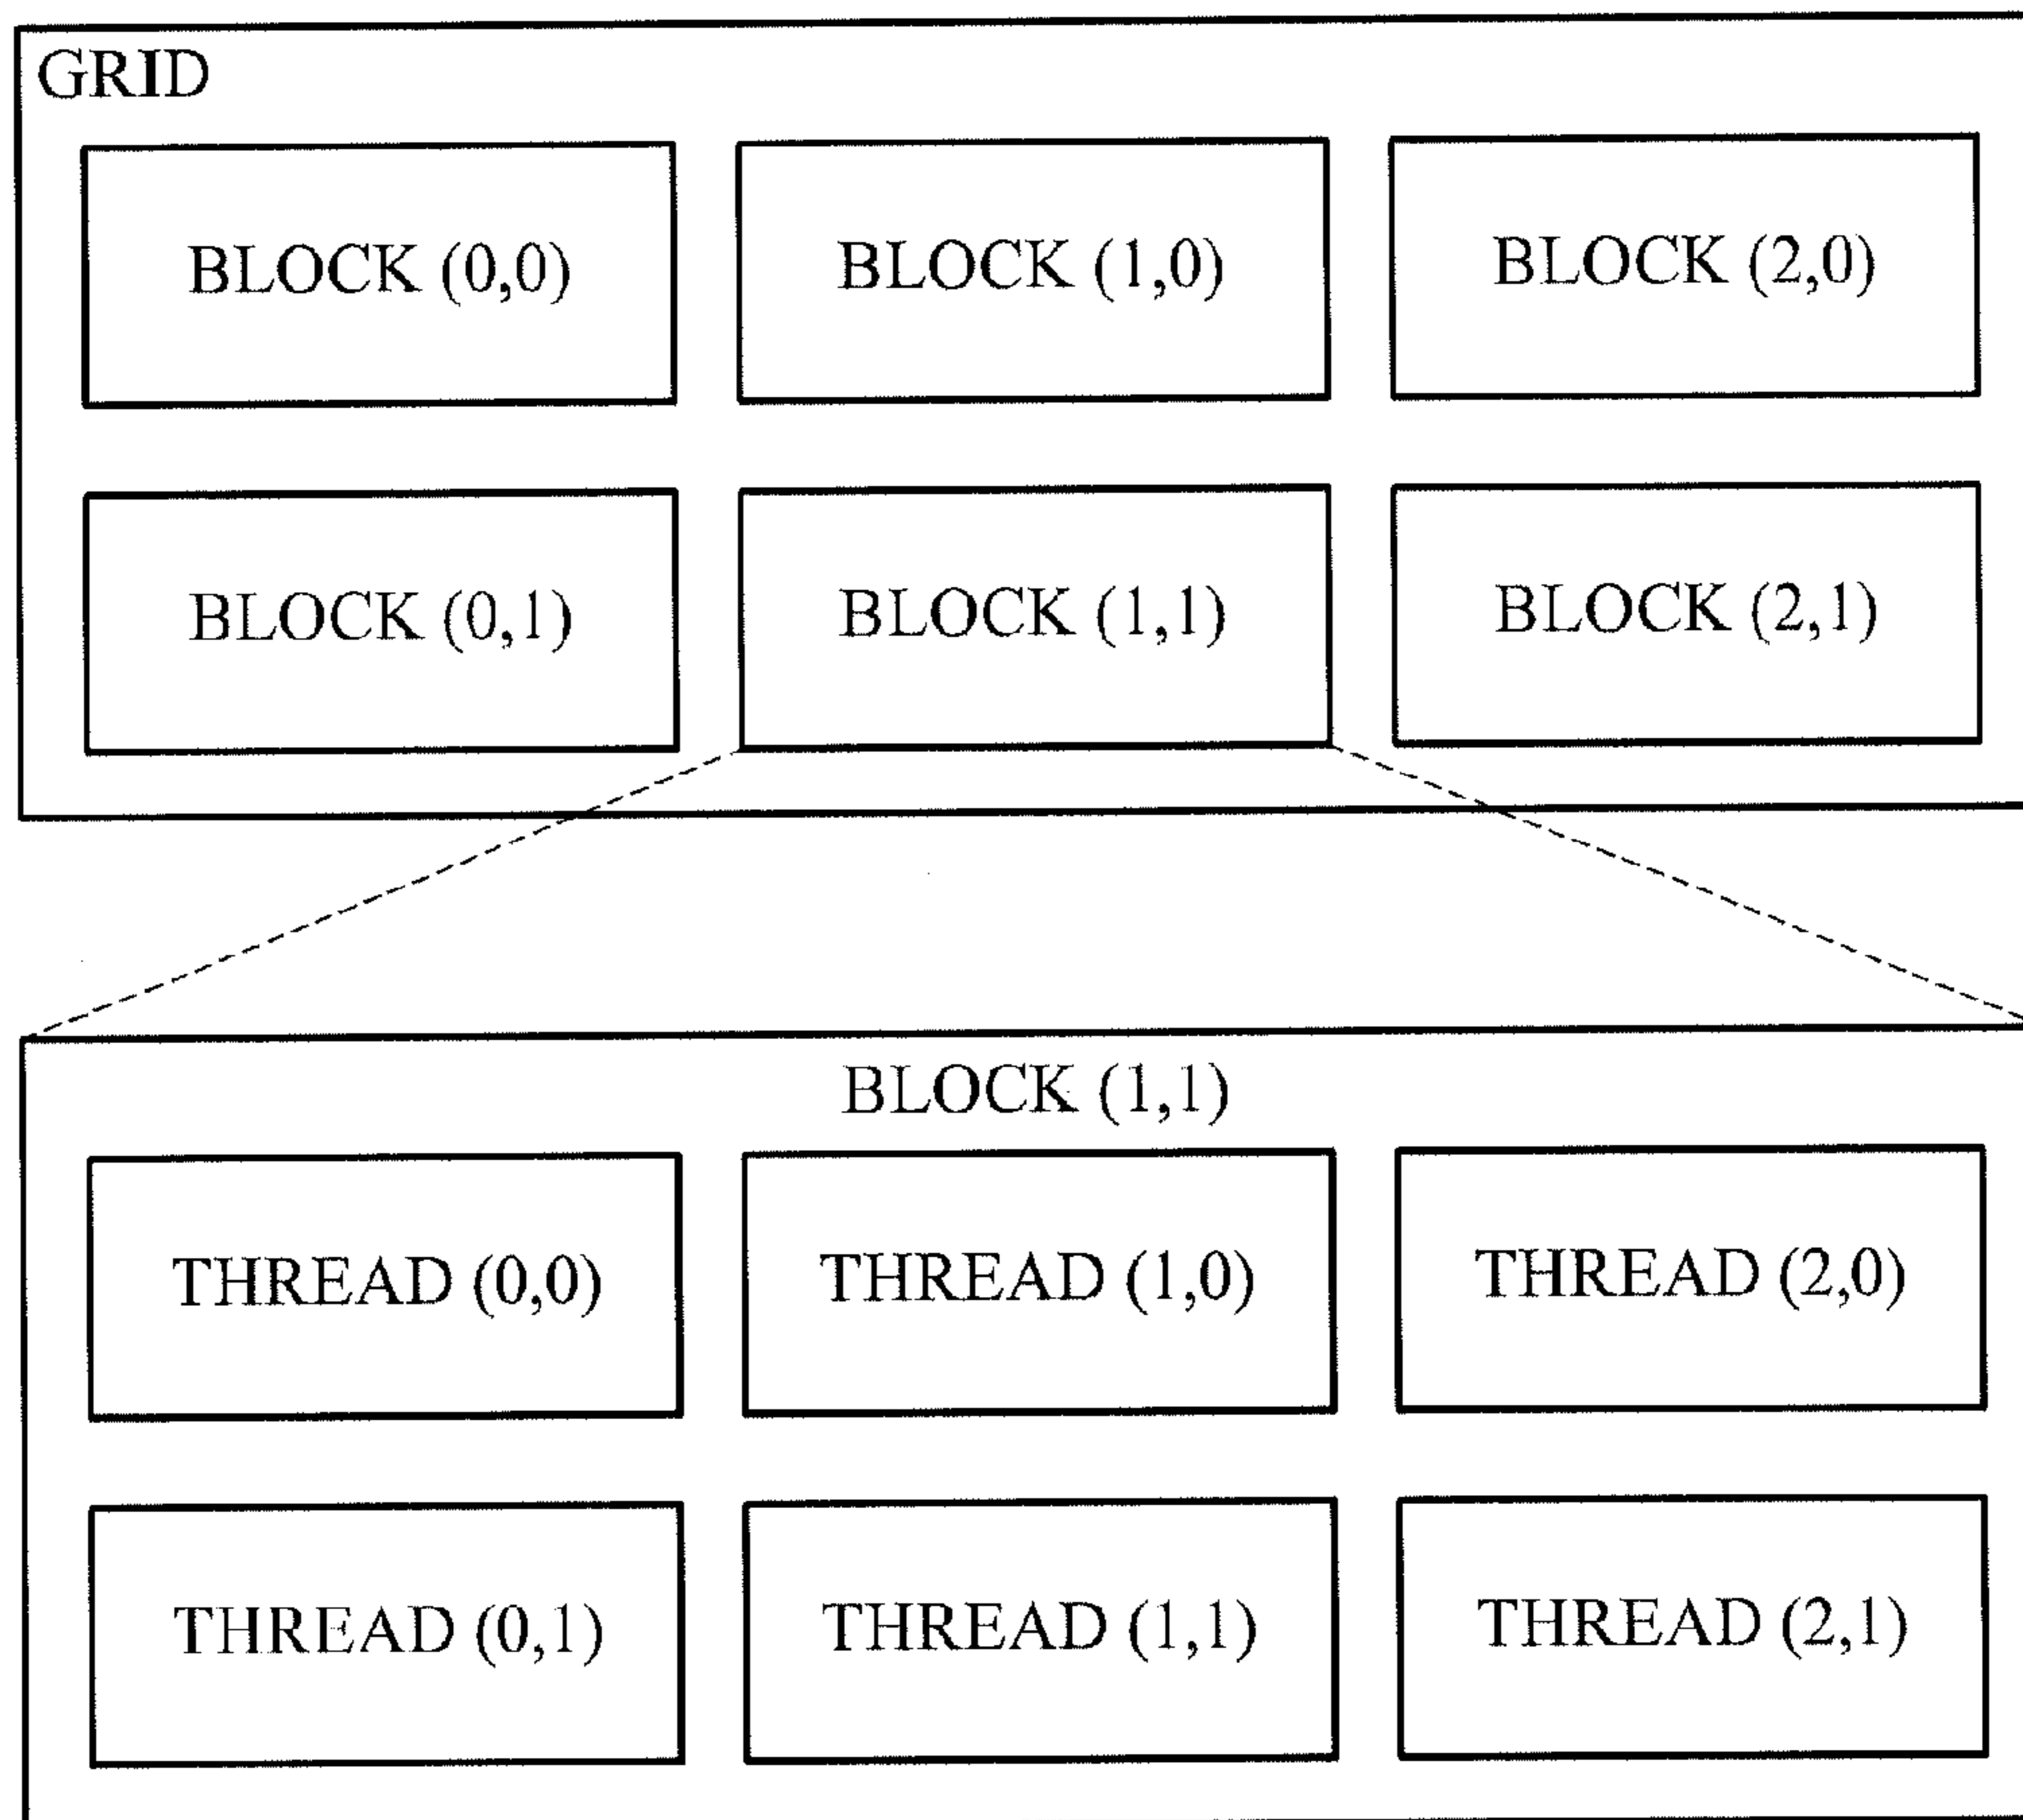 GRID
BLOCK (0,0)
BLOCK (1,0)
BLOCK (2,0)
BLOCK (0,1)
BLOCK (1,1)
BLOCK (2,1)
BLOCK (1,1)
THREAD (0,0)
THREAD (1,0)
THREAD (2,0)
THREAD (0,1)
THREAD (1,1)
THREAD (2,1)